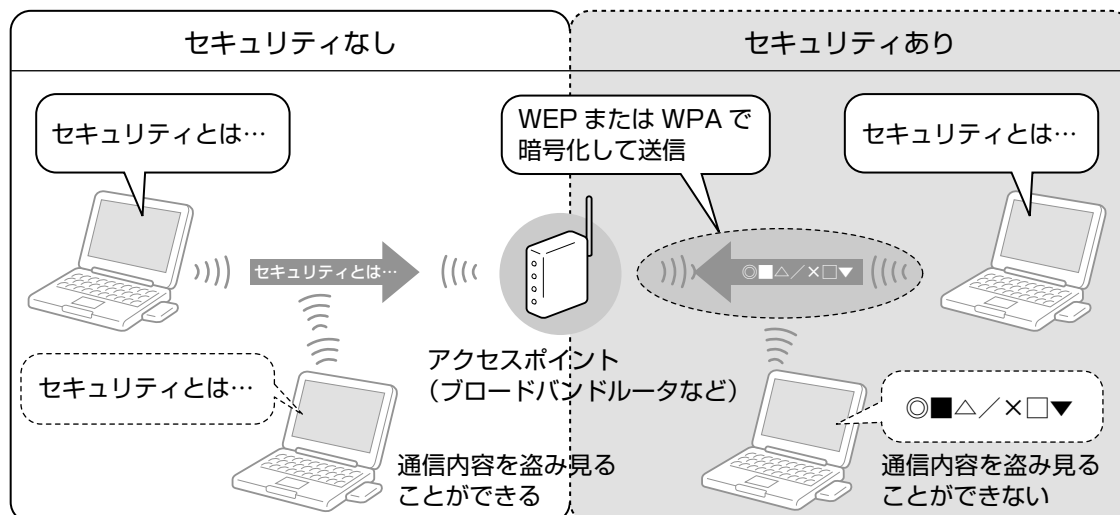 セキュリティなし
セキュリティあり
セキュリティとは…
WEP または WPA で
暗号化して送信
セキュリティとは…
セキュリティとは…
◎■△／×□▼
アクセスポイント
（ブロードバンドルータなど）
セキュリティとは…
◎■△／×□▼
通信内容を盗み見る
ことができる
通信内容を盗み見る
ことができない